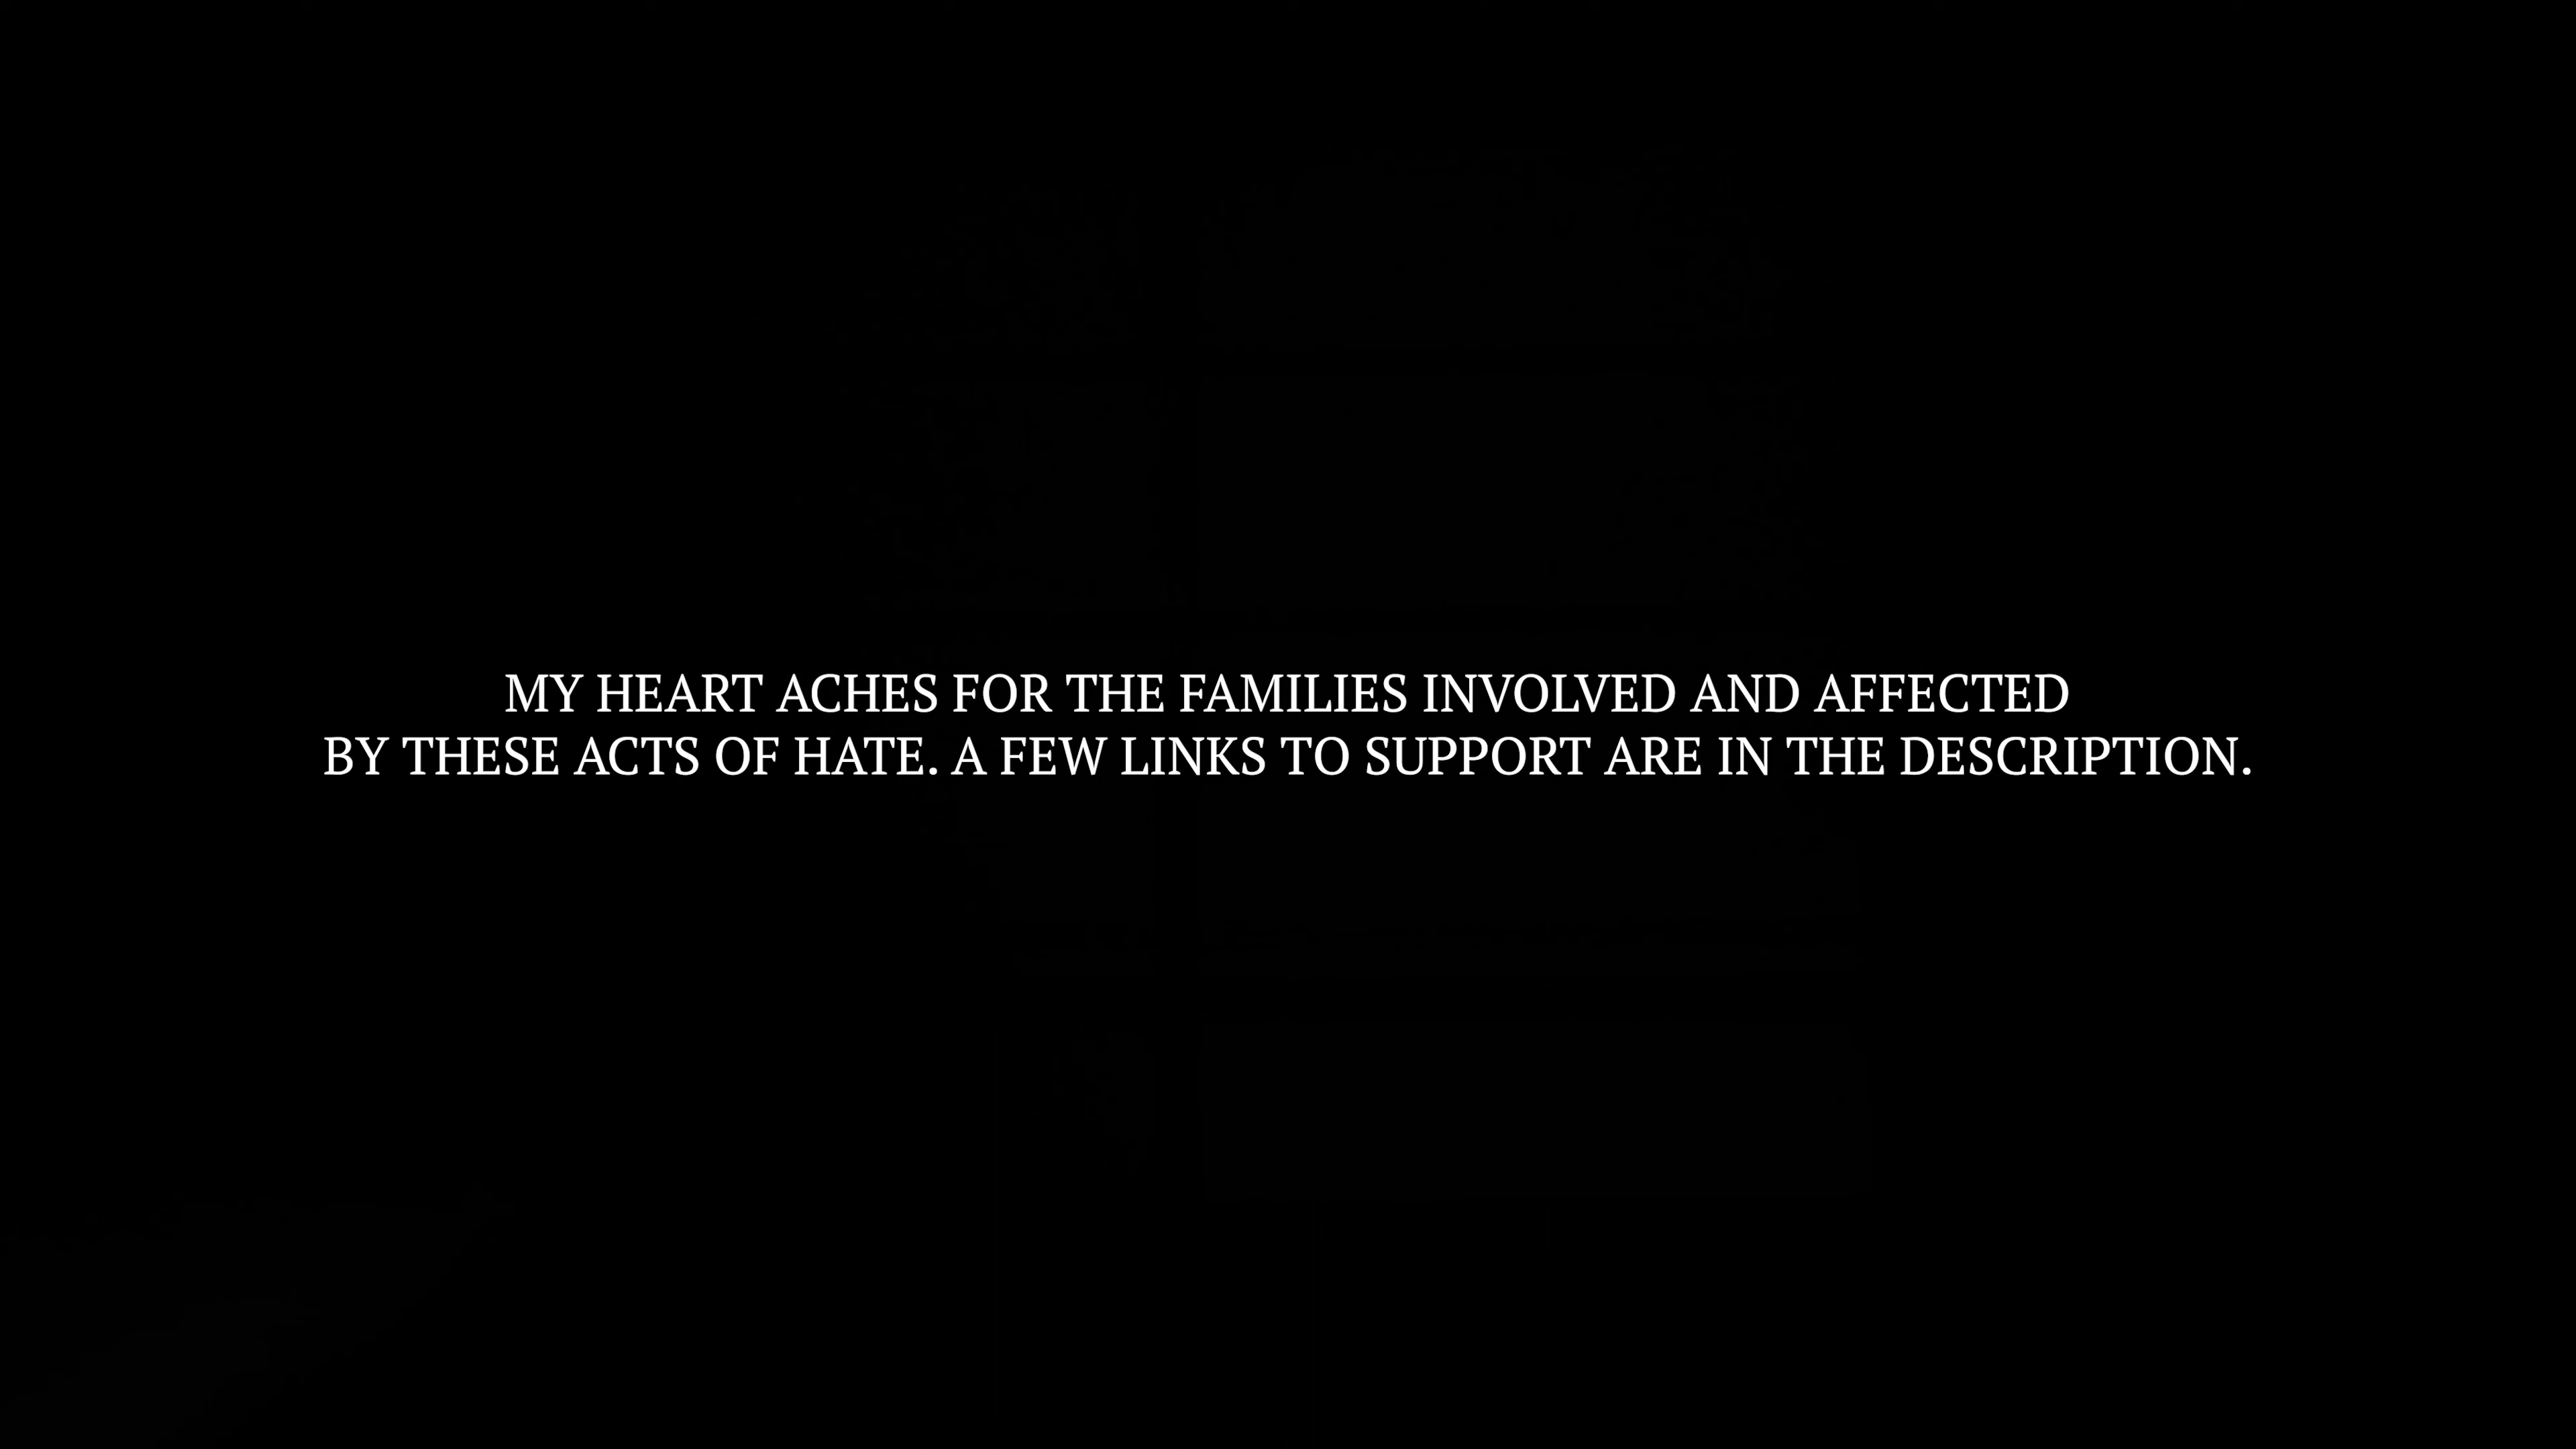 MY HEART ACHES FOR THE FAMILIES INVOLVED AND AFFECTED
BY THESE ACTS OF HATE. A FEW LINKS TO SUPPORT ARE IN THE DESCRIPTION.